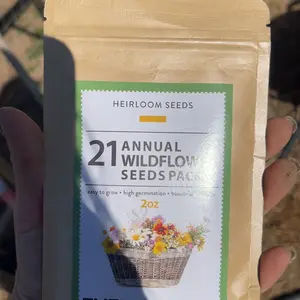 HEIRLOOM SEEDS
21 ANNUAL
WILDFLOW
SEEDS PACK
easy to grow • high germination •
2oz